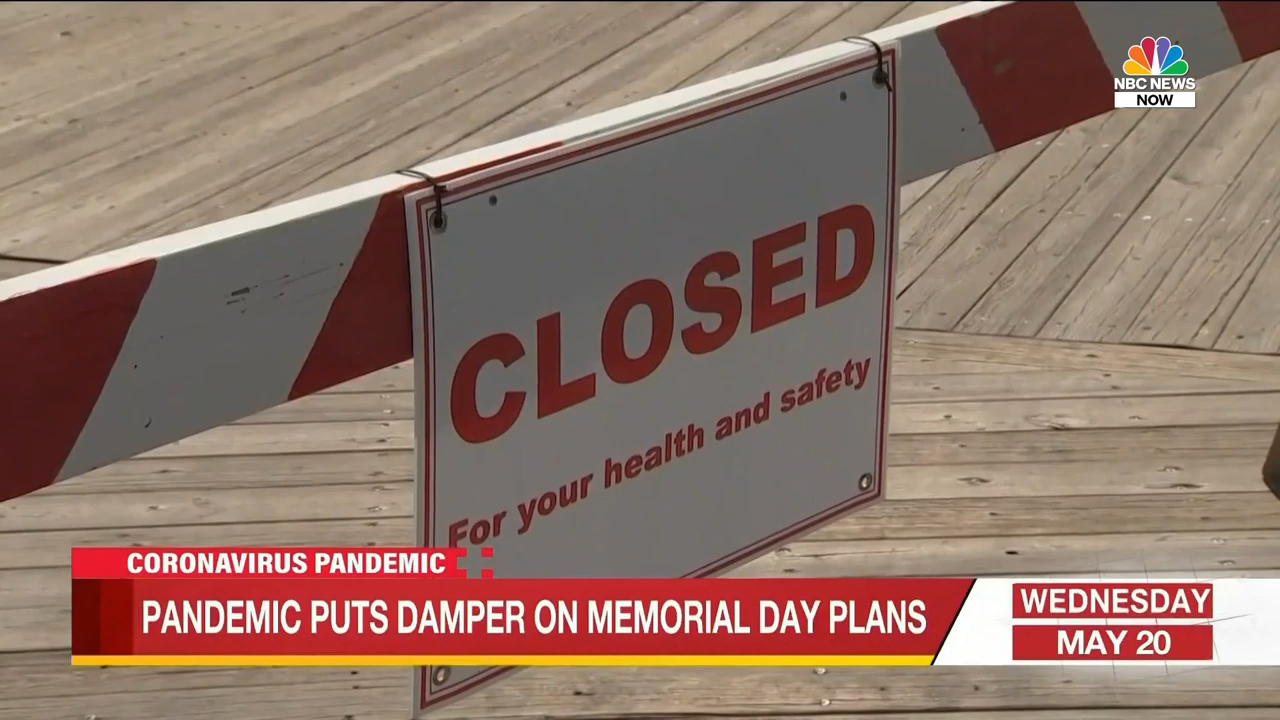 NBC NEWS
NOW
CLOSED
For your health and safety
CORONAVIRUS PANDEMIC
PANDEMIC PUTS DAMPER ON MEMORIAL DAY PLANS
WEDNESDAY
MAY 20